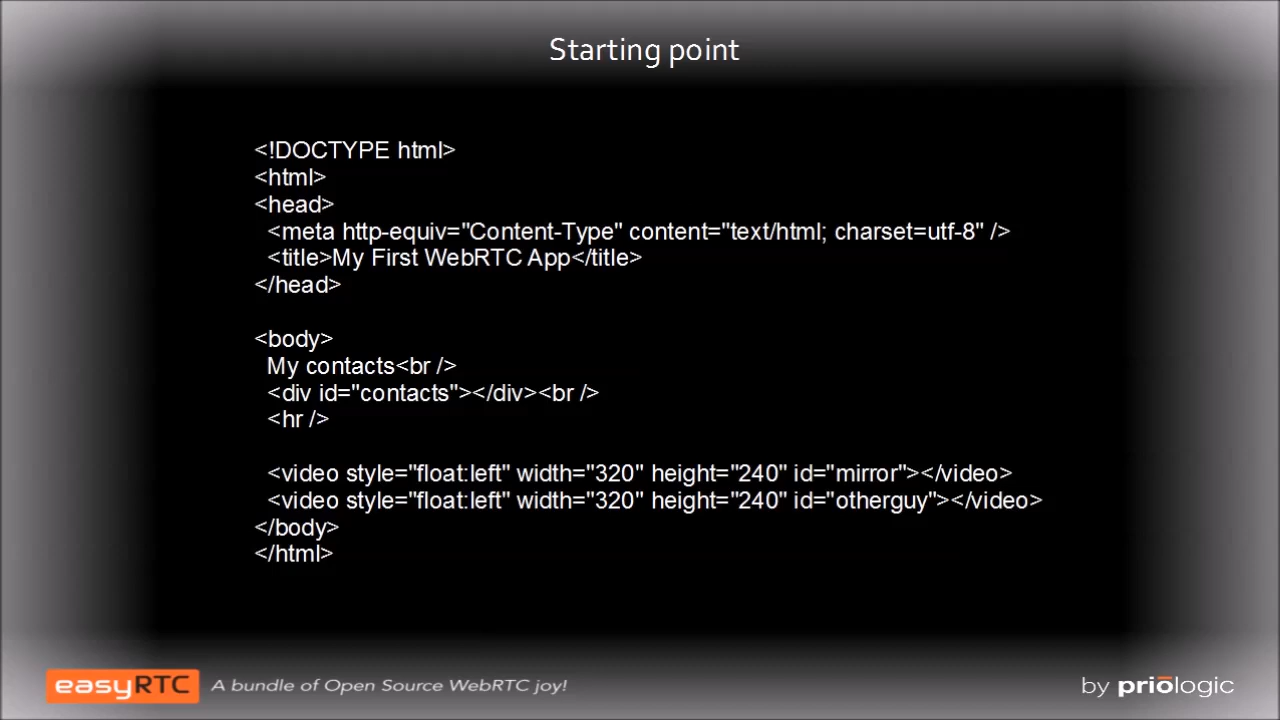 Starting point
<!DOCTYPE html>
<html>
<head>
<meta http-equiv="Content-Type" content="text/html; charset=utf-8" />
<title>My First WebRTC App</title>
</head>
<body>
My contacts<br />
<div id="contacts"></div><br />
<hr />
<video style="float:left" width="320" height="240" id="mirror"></video>
<video style="float:left" width="320" height="240" id="otherguy"></video>
</body>
</html>
easyRTC A bundle of Open Source WebRTC joy! by priōlogic